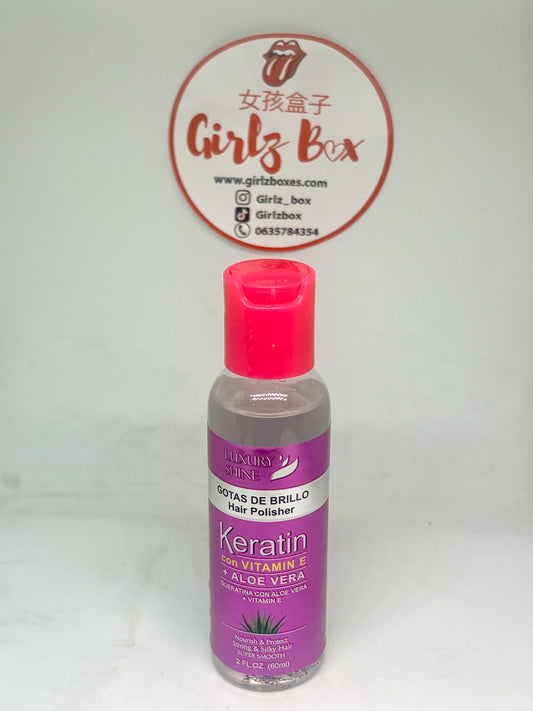 女孩盒子
Girlz Box
www.girlzboxes.com
Girlz_box
Girlzbox
0635784354
LUXURY
SHINE
GOTAS DE BRILLO
Hair Polisher
Keratin
con VITAMIN E
+ ALOE VERA
QUERATINA CON ALOE VERA
+ VITAMIN E
Nourish & Protect
Strong & Silky Hair
SUPER SMOOTH
2 FL.OZ. (60ml)